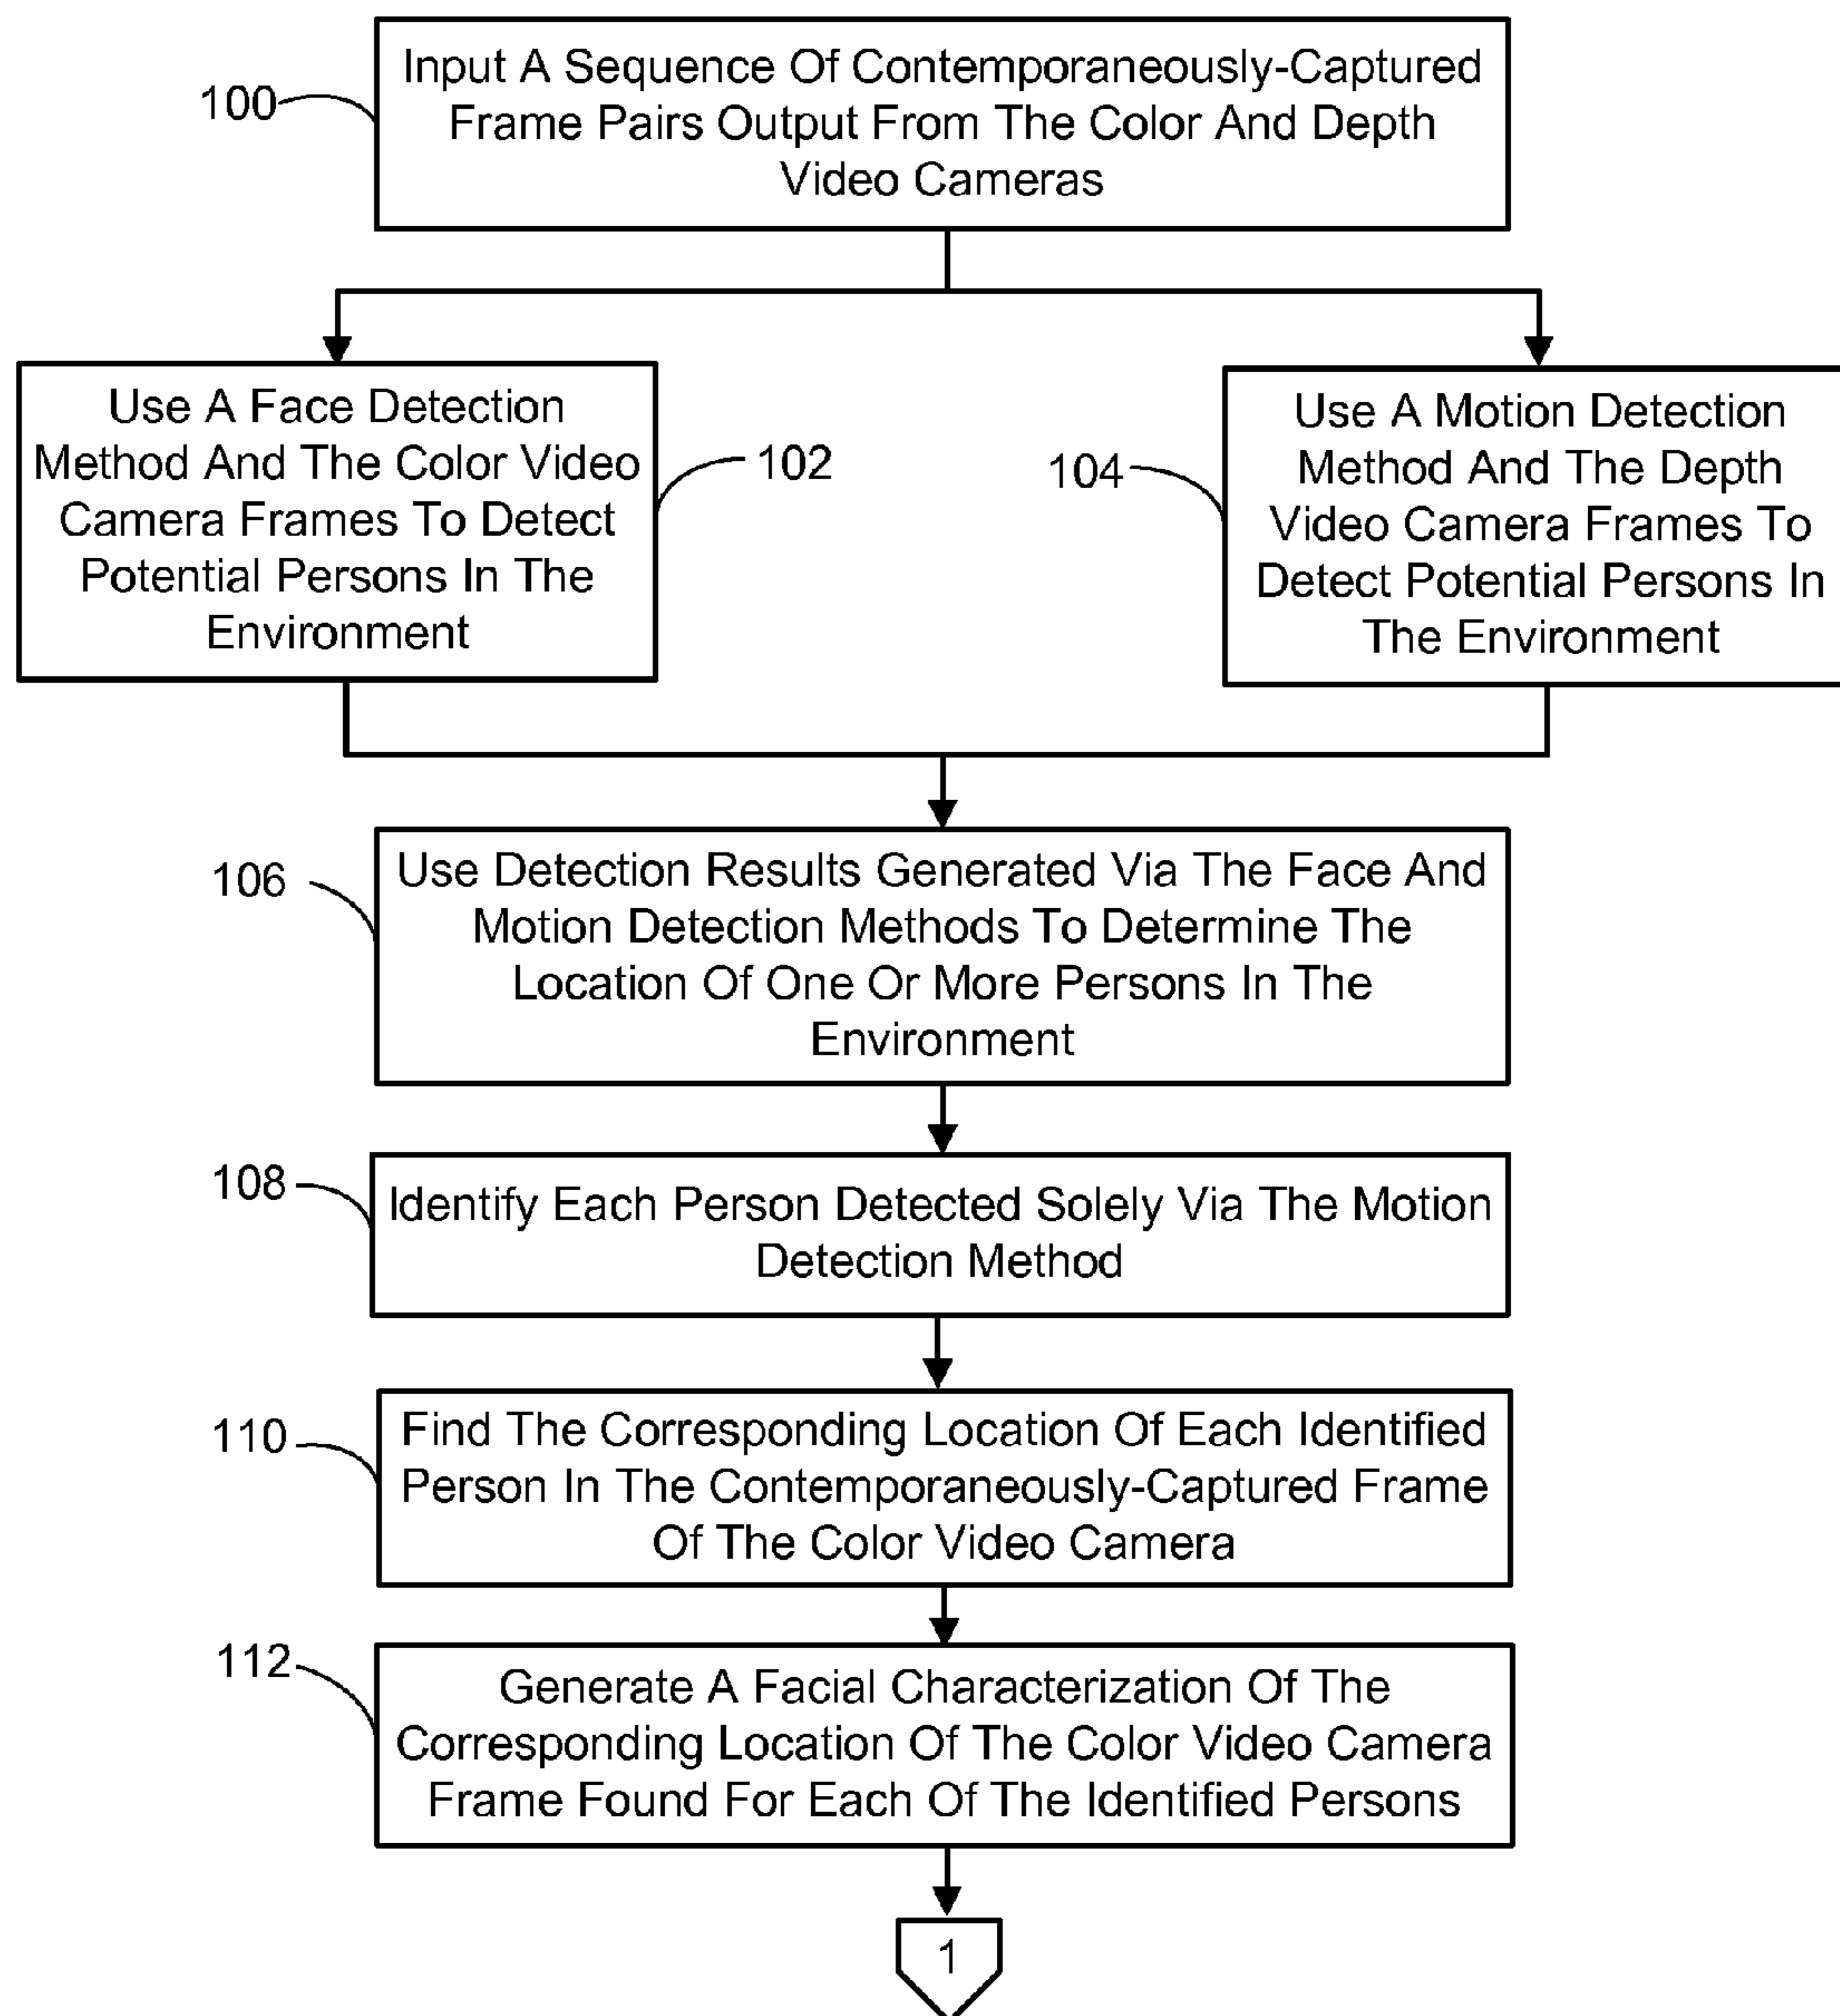 100
Input A Sequence Of Contemporaneously-Captured
Frame Pairs Output From The Color And Depth
Video Cameras
Use A Face Detection
Method And The Color Video
Camera Frames To Detect
Potential Persons In The
Environment
102
104
Use A Motion Detection
Method And The Depth
Video Camera Frames To
Detect Potential Persons In
The Environment
106
Use Detection Results Generated Via The Face And
Motion Detection Methods To Determine The
Location Of One Or More Persons In The
Environment
108
Identify Each Person Detected Solely Via The Motion
Detection Method
110
Find The Corresponding Location Of Each Identified
Person In The Contemporaneously-Captured Frame
Of The Color Video Camera
112
Generate A Facial Characterization Of The
Corresponding Location Of The Color Video Camera
Frame Found For Each Of The Identified Persons
1